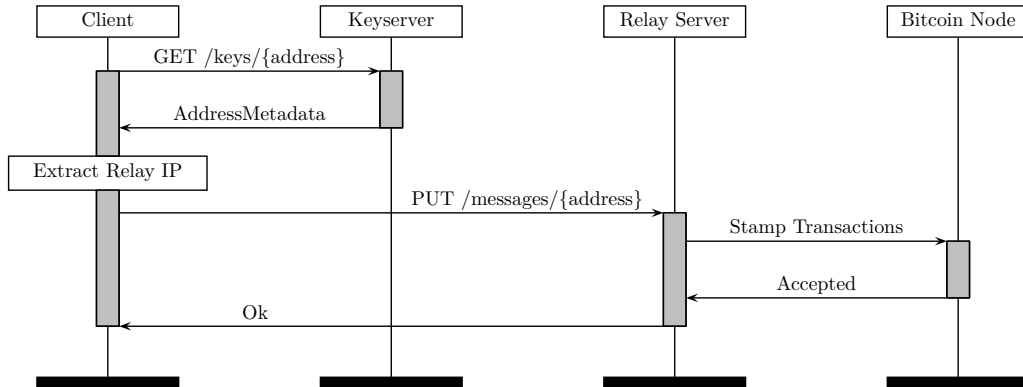 Client
Keyserver
Relay Server
Bitcoin Node
GET /keys/{address}
AddressMetadata
Extract Relay IP
PUT /messages/{address}
Stamp Transactions
Accepted
Ok